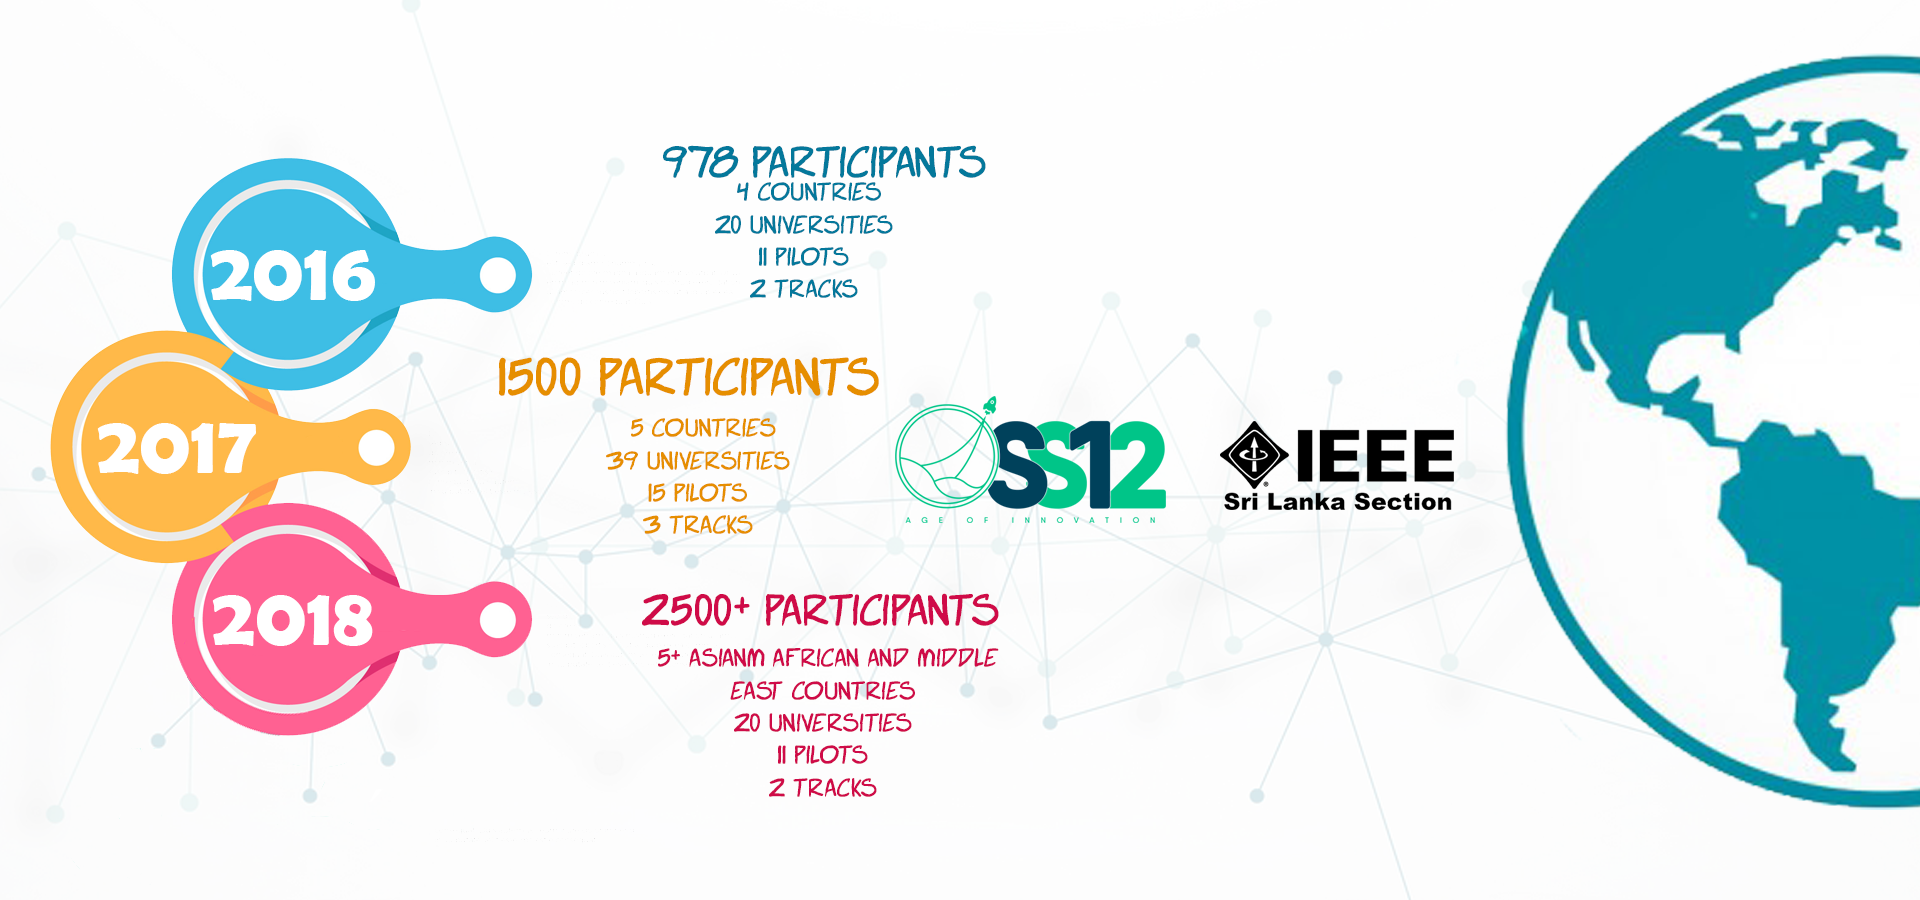 2016
978 PARTICIPANTS
4 COUNTRIES
20 UNIVERSITIES
11 PILOTS
2 TRACKS
2017
1500 PARTICIPANTS
5 COUNTRIES
39 UNIVERSITIES
15 PILOTS
3 TRACKS
SS12
AGE OF INNOVATION
IEEE
Sri Lanka Section
2018
2500+ PARTICIPANTS
5+ ASIANM AFRICAN AND MIDDLE
EAST COUNTRIES
20 UNIVERSITIES
11 PILOTS
2 TRACKS